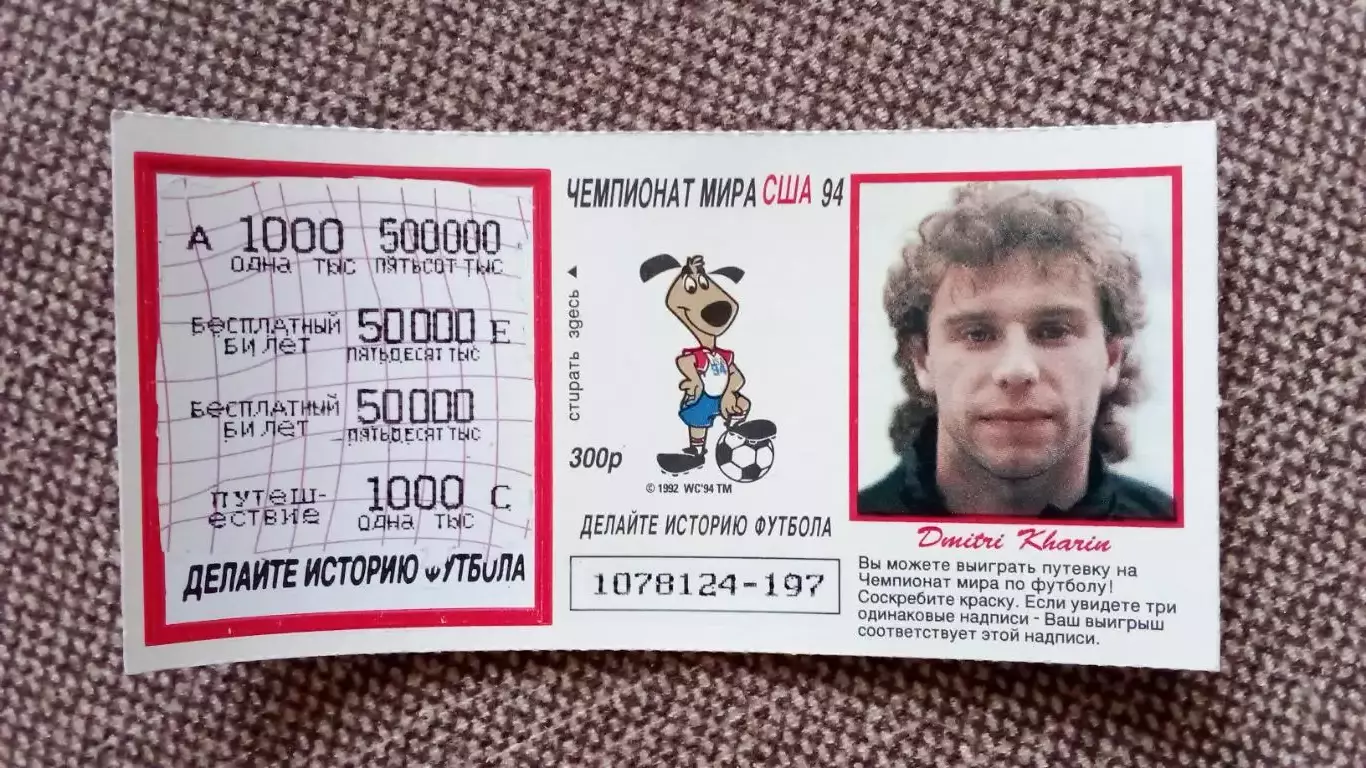 А 1000 500000
ОДНА ТЫС ПЯТЬСОТ ТЫС
БЕСПЛАТНЫЙ 50000 Е
БИЛЕТ ПЯТЬДЕСЯТ ТЫС
БЕСПЛАТНЫЙ 50000
БИЛЕТ ПЯТЬДЕСЯТ ТЫС
ПУТЕШ- 1000 С
ЕСТВИЕ ОДНА ТЫС
ДЕЛАЙТЕ ИСТОРИЮ ФУТБОЛА
ЧЕМПИОНАТ МИРА США 94
стирать здесь ▲
94
300р
© 1992 WC'94 TM
ДЕЛАЙТЕ ИСТОРИЮ ФУТБОЛА
1078124-197
Dmitri Kharin
Вы можете выиграть путевку на
Чемпионат мира по футболу!
Соскребите краску. Если увидете три
одинаковые надписи - Ваш выигрыш
соответствует этой надписи.